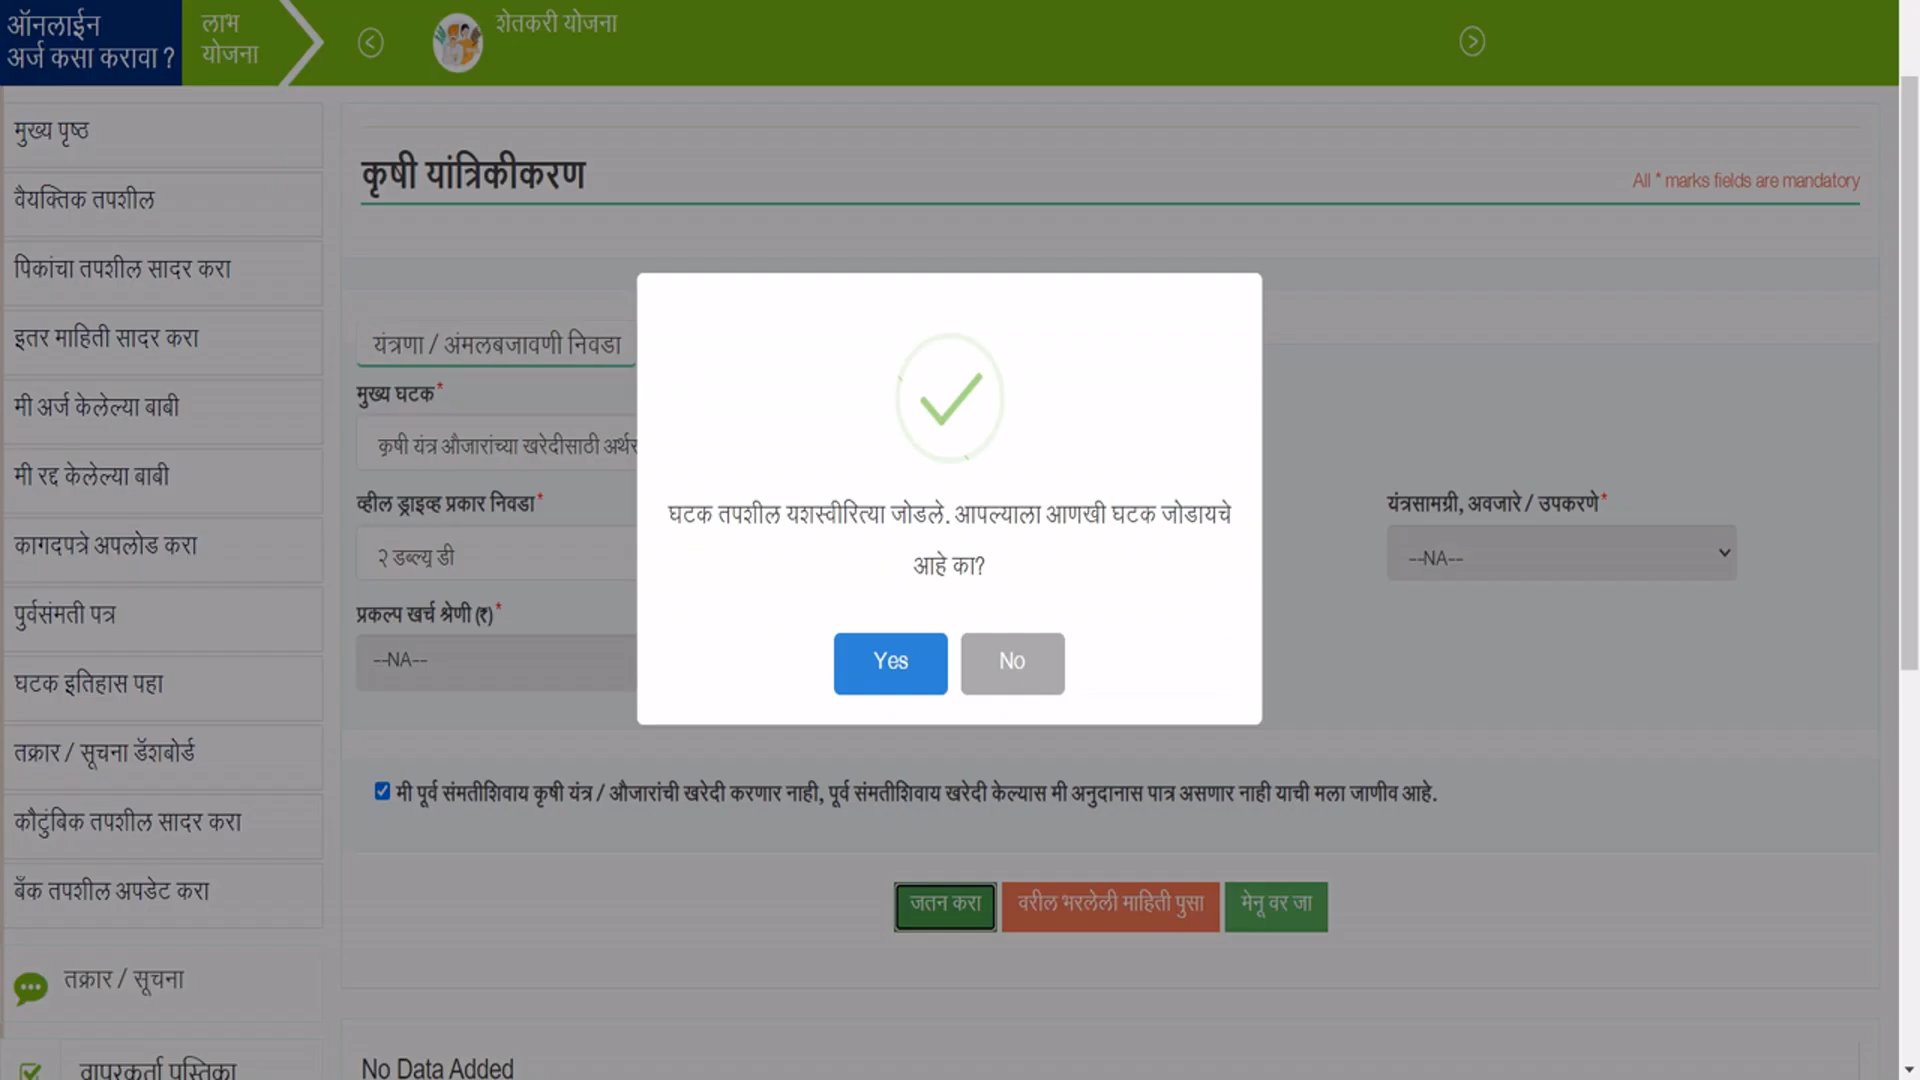 ऑनलाईन
अर्ज कसा करावा ?
लाभ
योजना
शेतकरी योजना
मुख्य पृष्ठ
वैयक्तिक तपशील
पिकांचा तपशील सादर करा
इतर माहिती सादर करा
मी अर्ज केलेल्या बाबी
मी रद्द केलेल्या बाबी
कागदपत्रे अपलोड करा
पुर्वसंमती पत्र
घटक इतिहास पहा
तक्रार / सूचना डॅशबोर्ड
कौटुंबिक तपशील सादर करा
बँक तपशील अपडेट करा
तक्रार / सूचना
वापरकर्ता पुस्तिका
कृषी यांत्रिकीकरण
All * marks fields are mandatory
यंत्रणा / अंमलबजावणी निवडा
मुख्य घटक*
कृषी यंत्र औजारांच्या खरेदीसाठी
व्हील ड्राइव्ह प्रकार निवडा*
२ डब्ल्यू डी
यंत्रसामग्री, अवजारे / उपकरणे*
--NA--
प्रकल्प खर्च श्रेणी (₹)*
--NA--
घटक तपशील यशस्वीरित्या जोडले. आपल्याला आणखी घटक जोडायचे
आहे का?
Yes
No
मी पूर्व संमतीशिवाय कृषी यंत्र / औजारांची खरेदी करणार नाही, पूर्व संमतीशिवाय खरेदी केल्यास मी अनुदानास पात्र असणार नाही याची मला जाणीव आहे.
जतन करा
वरील भरलेली माहिती पुसा
मेनू वर जा
No Data Added